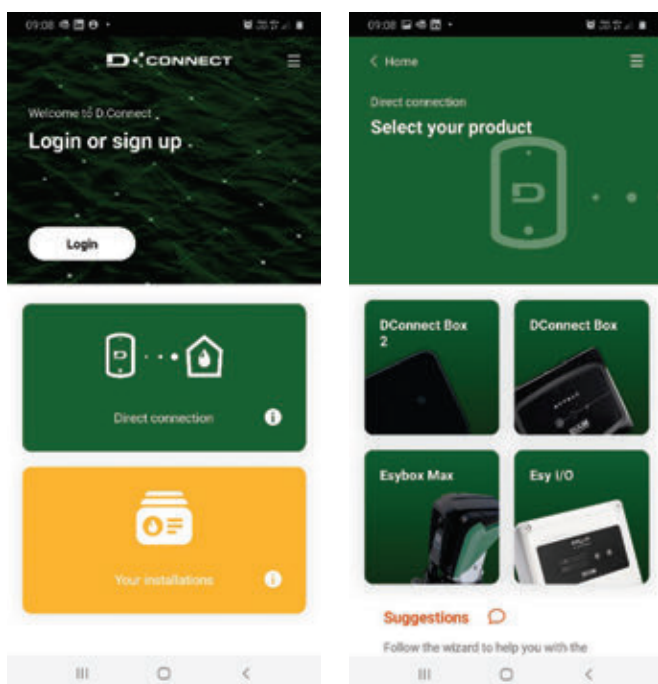 09:08
D CONNECT
Welcome to D.Connect
Login or sign up
Login
Direct connection
Your installations
09:08
Home
Direct connection
Select your product
DConnect Box
2
DConnect Box
Esybox Max
Esy I/O
Suggestions
Follow the wizard to help you with the